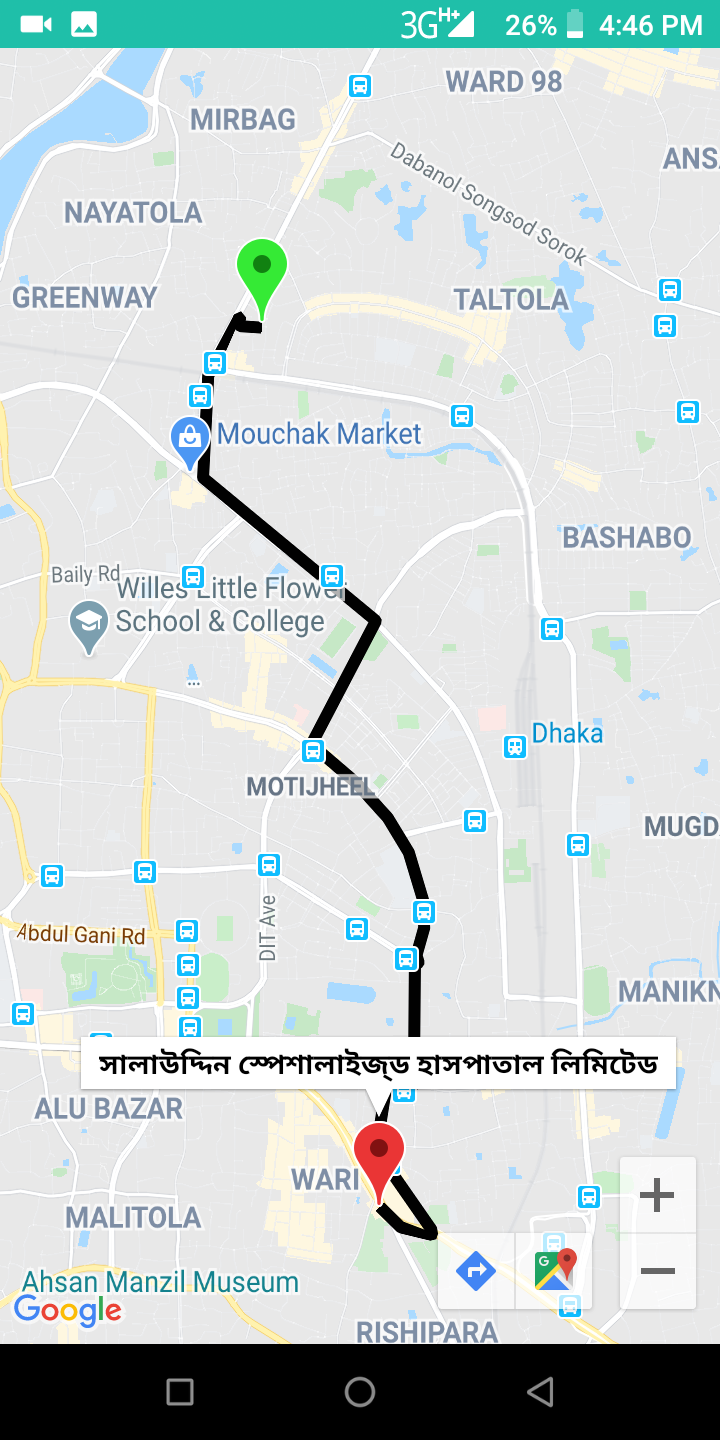 3G H+ 26% 4:46 PM
WARD 98
MIRBAG
Dabanol Songsod Sorok
ANS
NAYATOLA
GREENWAY
TALTOLA
Mouchak Market
BASHABO
Baily Rd
Willes Little Flower
School & College
Dhaka
MOTIJHEEL
MUGDA
DIT Ave
Abdul Gani Rd
MANIKN
সালাউদ্দিন স্পেশালাইজ্ড হাসপাতাল লিমিটেড
ALU BAZAR
WARI
MALITOLA
Ahsan Manzil Museum
Google
G
RISHIPARA